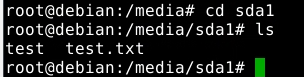 root@debian:/media# cd sda1
root@debian:/media/sda1# ls
test  test.txt
root@debian:/media/sda1#